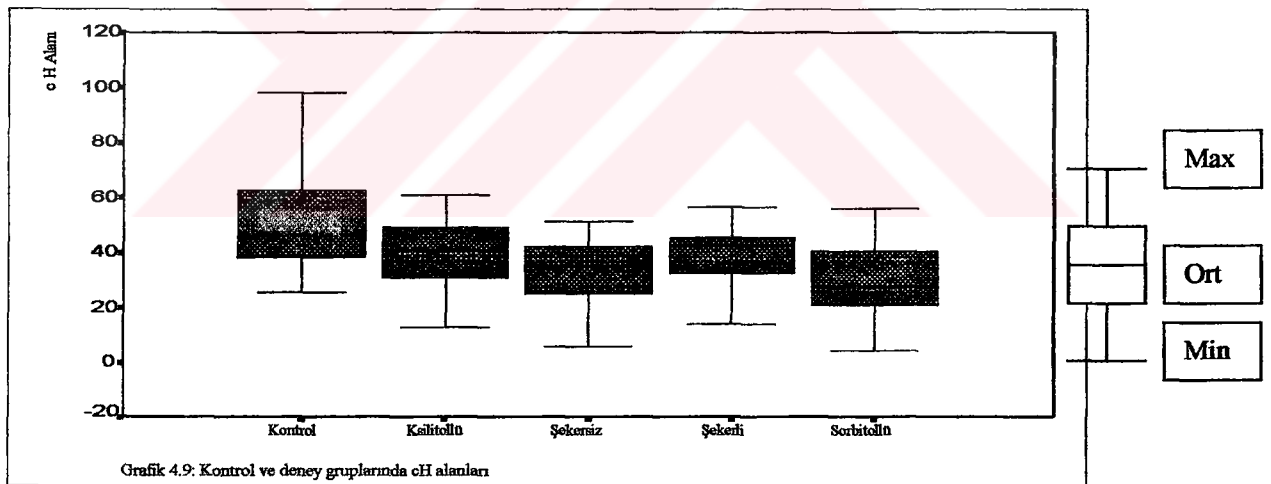 c H Alanı
120
100
80
60
40
20
0
-20
Kontrol
Ksilitollü
Şekersiz
Şekerli
Sorbitollü
Max
Ort
Min
Grafik 4.9: Kontrol ve deney gruplarında cH alanları